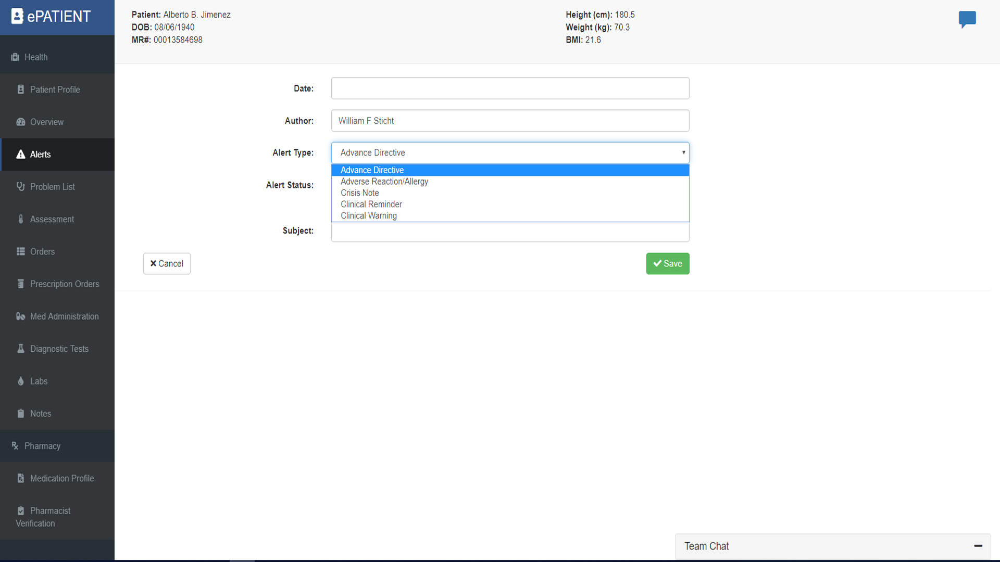 ePATIENT
Health
Patient Profile
Overview
Alerts
Problem List
Assessment
Orders
Prescription Orders
Med Administration
Diagnostic Tests
Labs
Notes
Pharmacy
Medication Profile
Pharmacist
Verification
Patient: Alberto B. Jimenez
DOB: 08/06/1940
MR#: 00013584698
Height (cm): 180.5
Weight (kg): 70.3
BMI: 21.6
Date:
Author: William F Sticht
Alert Type: Advance Directive
Advance Directive
Adverse Reaction/Allergy
Crisis Note
Clinical Reminder
Clinical Warning
Alert Status:
Subject:
Cancel
Save
Team Chat